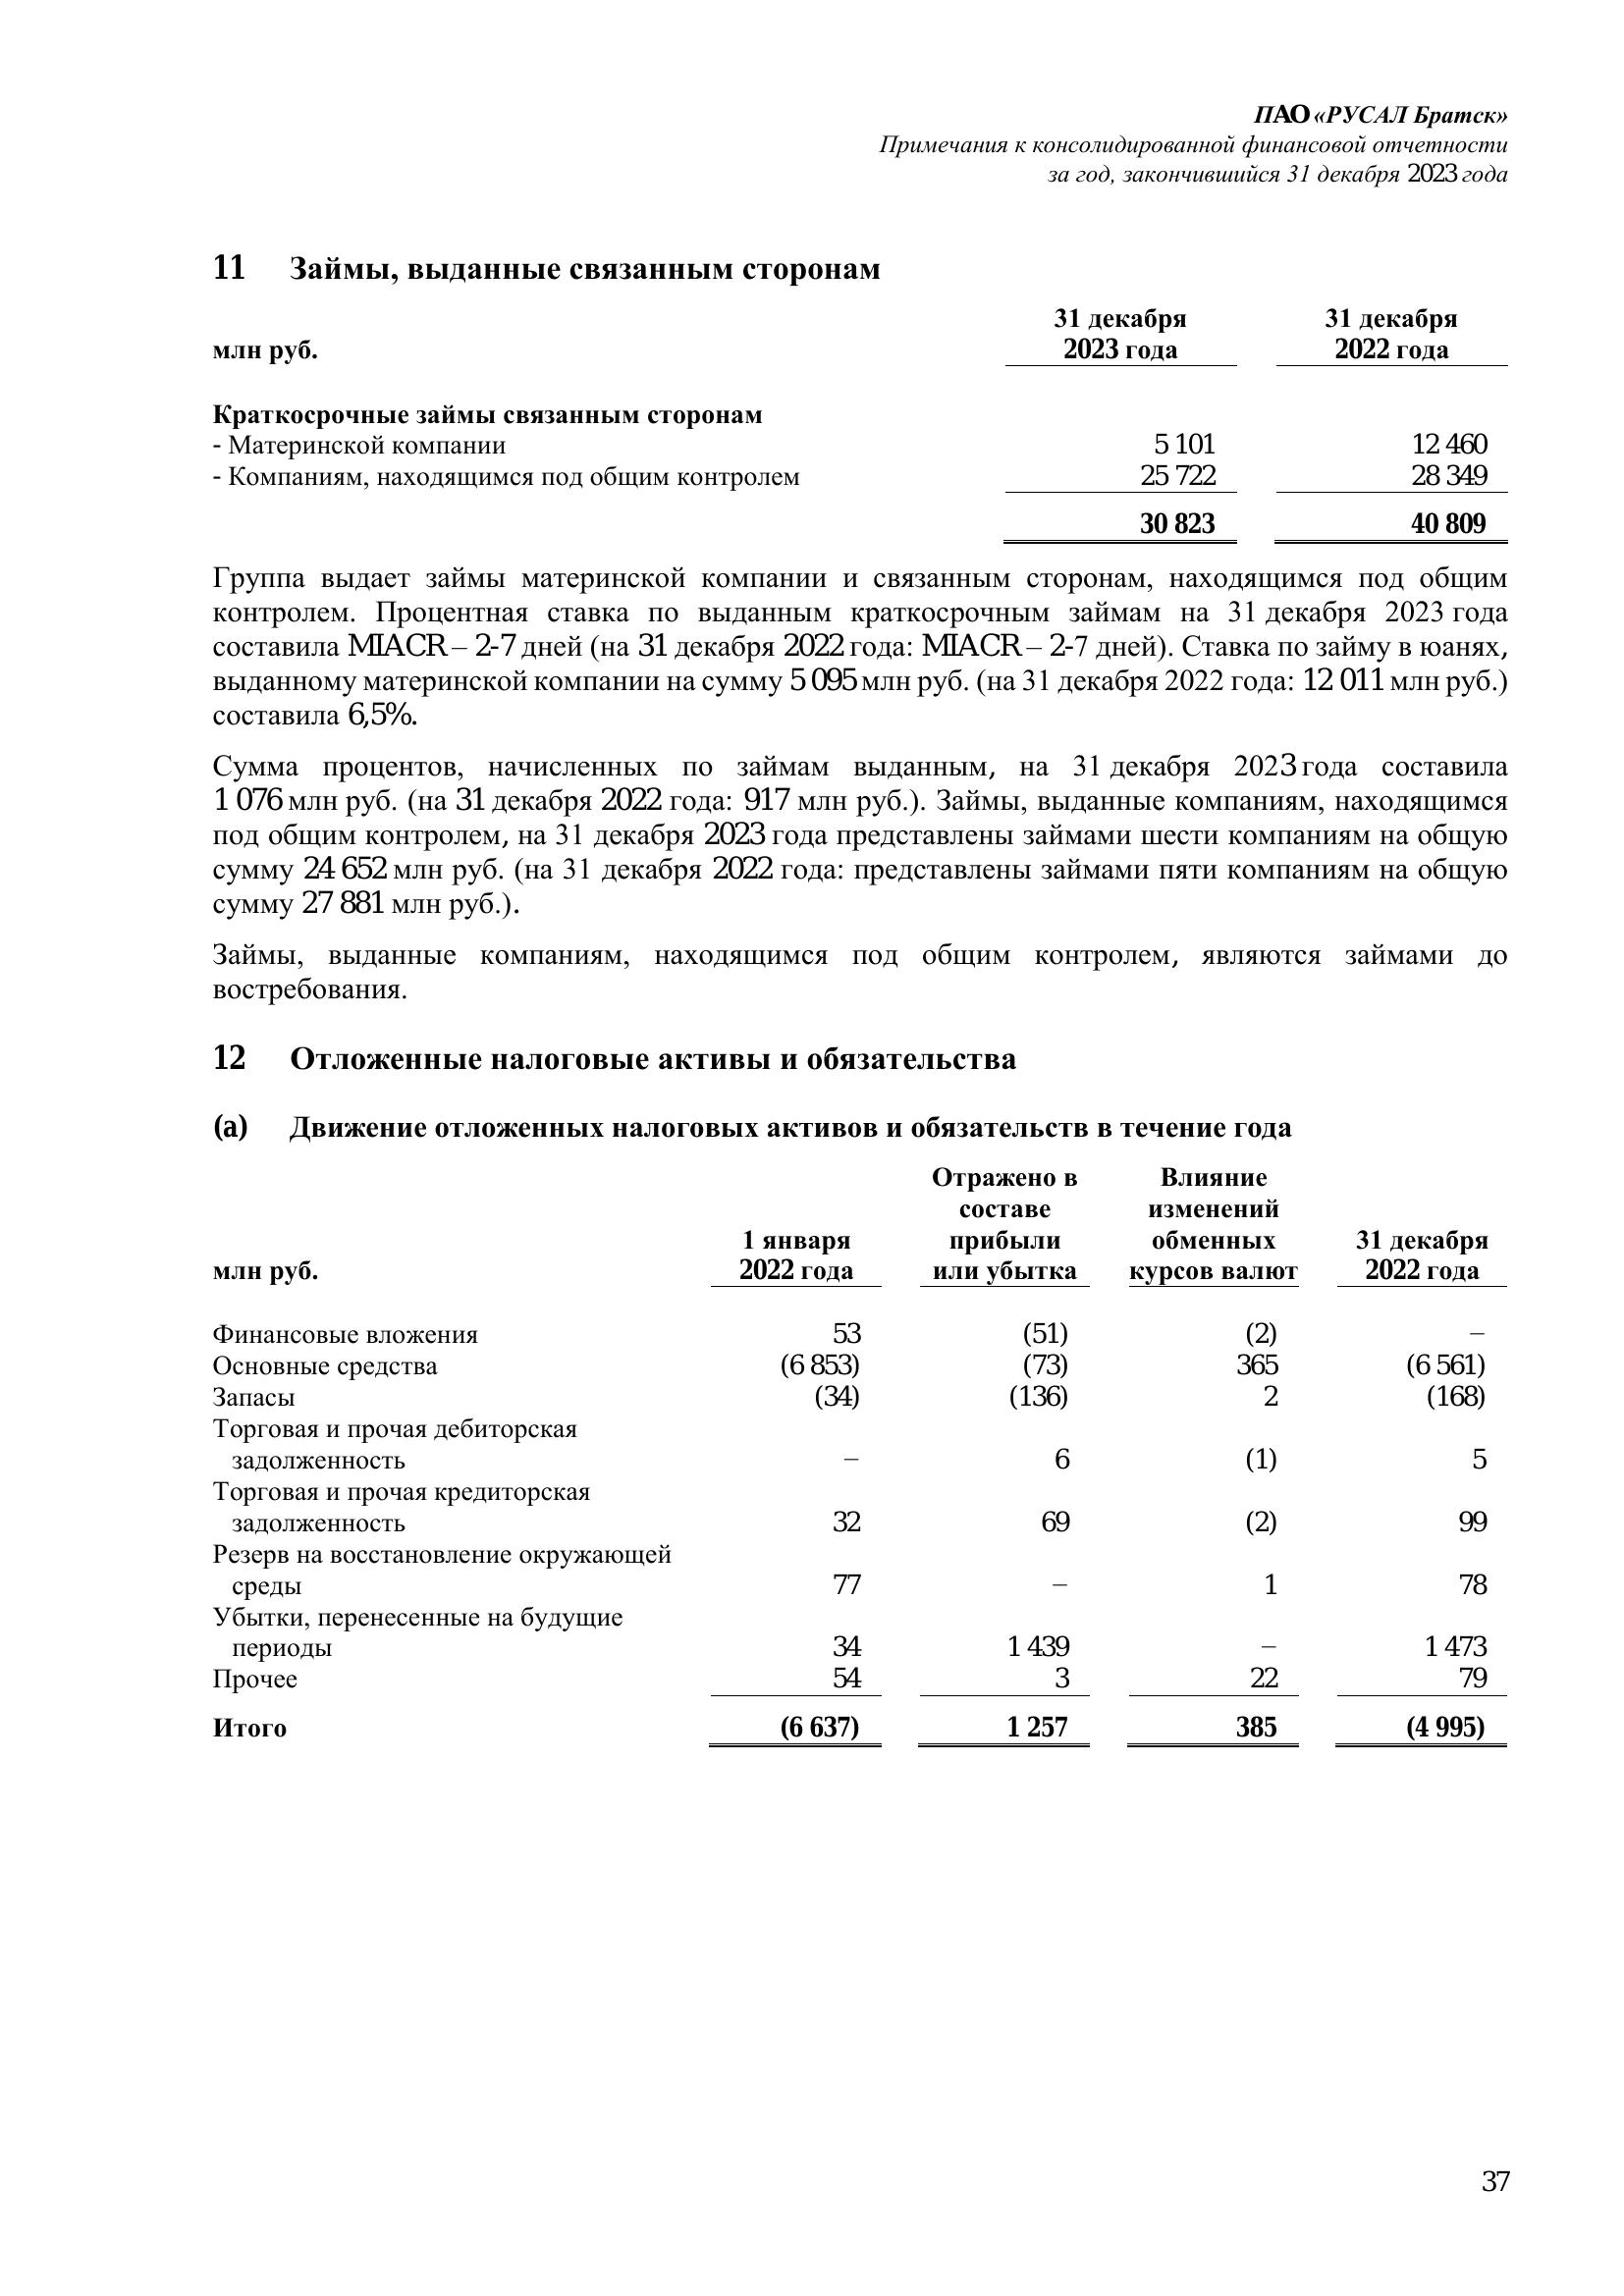 ПАО «РУСАЛ Братск»
Примечания к консолидированной финансовой отчетности
за год, закончившийся 31 декабря 2023 года
11 Займы, выданные связанным сторонам
млн руб. 31 декабря 2023 года 31 декабря 2022 года
Краткосрочные займы связанным сторонам
- Материнской компании 5 101 12 460
- Компаниям, находящимся под общим контролем 25 722 28 349
30 823 40 809
Группа выдает займы материнской компании и связанным сторонам, находящимся под общим
контролем. Процентная ставка по выданным краткосрочным займам на 31 декабря 2023 года
составила MIACR – 2-7 дней (на 31 декабря 2022 года: MIACR – 2-7 дней). Ставка по займу в юанях,
выданному материнской компании на сумму 5 095 млн руб. (на 31 декабря 2022 года: 12 011 млн руб.)
составила 6,5%.
Сумма процентов, начисленных по займам выданным, на 31 декабря 2023 года составила
1 076 млн руб. (на 31 декабря 2022 года: 917 млн руб.). Займы, выданные компаниям, находящимся
под общим контролем, на 31 декабря 2023 года представлены займами шести компаниям на общую
сумму 24 652 млн руб. (на 31 декабря 2022 года: представлены займами пяти компаниям на общую
сумму 27 881 млн руб.).
Займы, выданные компаниям, находящимся под общим контролем, являются займами до
востребования.
12 Отложенные налоговые активы и обязательства
(a) Движение отложенных налоговых активов и обязательств в течение года
млн руб. 1 января 2022 года Отражено в составе прибыли или убытка Влияние изменений обменных курсов валют 31 декабря 2022 года
Финансовые вложения 53 (51) (2) –
Основные средства (6 853) (73) 365 (6 561)
Запасы (34) (136) 2 (168)
Торговая и прочая дебиторская
задолженность – 6 (1) 5
Торговая и прочая кредиторская
задолженность 32 69 (2) 99
Резерв на восстановление окружающей
среды 77 – 1 78
Убытки, перенесенные на будущие
периоды 34 1 439 – 1 473
Прочее 54 3 22 79
Итого (6 637) 1 257 385 (4 995)
37